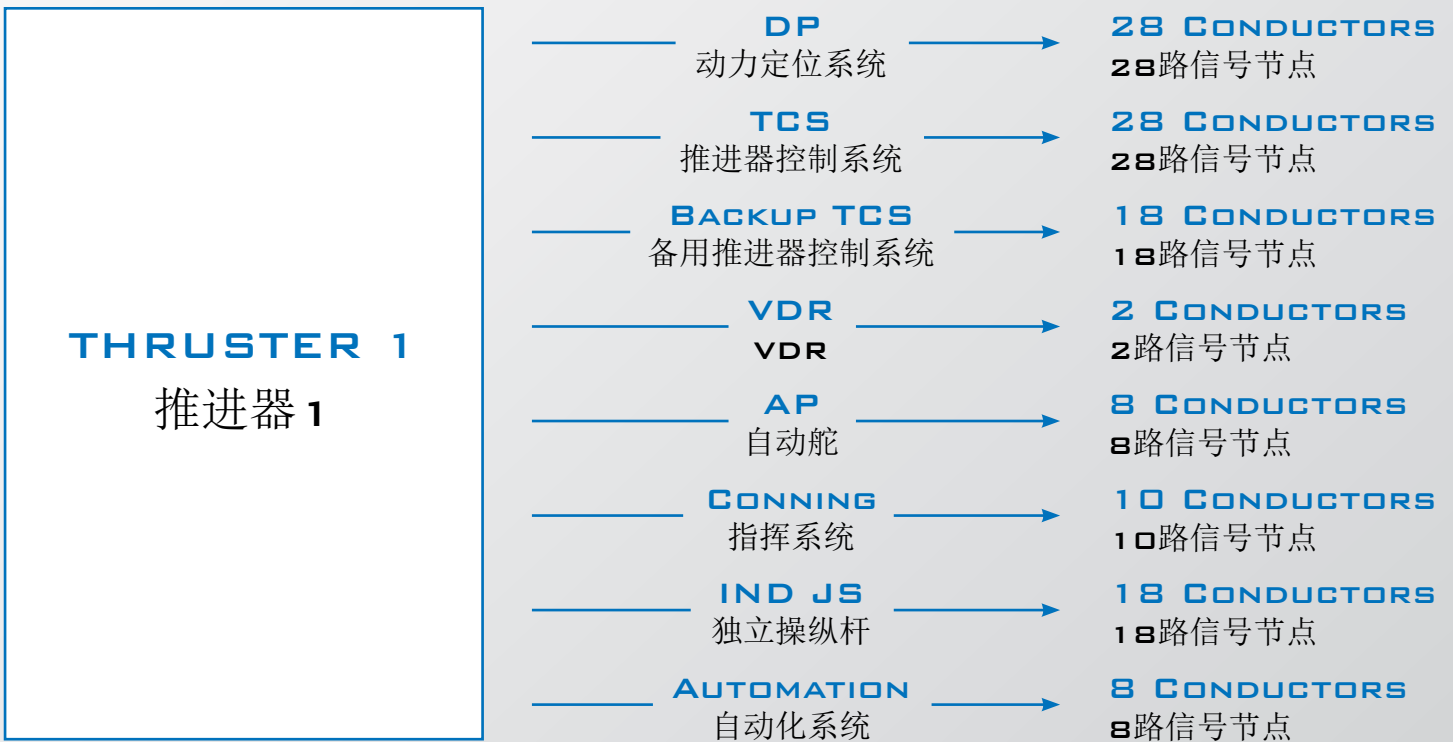 THRUSTER 1
推进器 1
DP
动力定位系统
28 CONDUCTORS
28路信号节点
TCS
推进器控制系统
28 CONDUCTORS
28路信号节点
BACKUP TCS
备用推进器控制系统
18 CONDUCTORS
18路信号节点
VDR
VDR
2 CONDUCTORS
2路信号节点
AP
自动舵
8 CONDUCTORS
8路信号节点
CONNING
指挥系统
10 CONDUCTORS
10路信号节点
IND JS
独立操纵杆
18 CONDUCTORS
18路信号节点
AUTOMATION
自动化系统
8 CONDUCTORS
8路信号节点